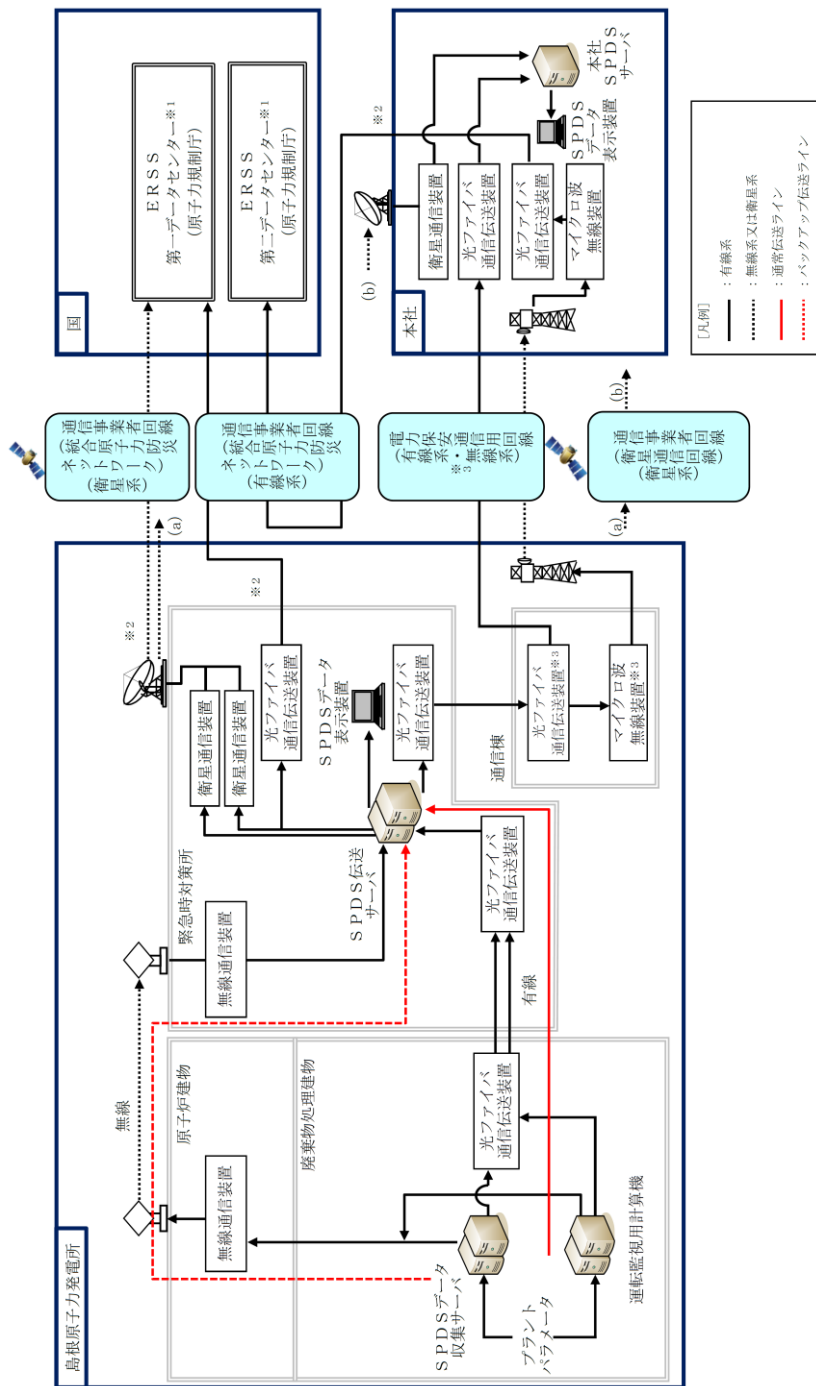 島根原子力発電所
無線
原子炉建物
無線通信装置
廃棄物処理建物
SPDSデータ
収集サーバ
プラント
パラメータ
運転監視用計算機
光ファイバ
通信伝送装置
有線
緊急時対策所
無線通信装置
SPDS伝送
サーバ
光ファイバ
通信伝送装置
衛星通信装置
衛星通信装置
光ファイバ
通信伝送装置
SPDSデータ
表示装置
光ファイバ
通信伝送装置
通信棟
光ファイバ
通信伝送装置※3
マイクロ波
無線装置※3
※2
(a)
※2
通信事業者回線
(統合原子力防災
ネットワーク)
(衛星系)
通信事業者回線
(統合原子力防災
ネットワーク)
(有線系)
電力保安通信用回線
(有線系・無線系)
※3
(a)
通信事業者回線
(衛星通信回線)
(衛星系)
(b)
国
ERSS
第一データセンター※1
(原子力規制庁)
ERSS
第二データセンター※1
(原子力規制庁)
本社
(b)
※2
衛星通信装置
光ファイバ
通信伝送装置
光ファイバ
通信伝送装置
マイクロ波
無線装置
本社
SPDS
サーバ
SPDS
データ
表示装置
[凡例]
：有線系
：無線系又は衛星系
：通常伝送ライン
：バックアップ伝送ライン